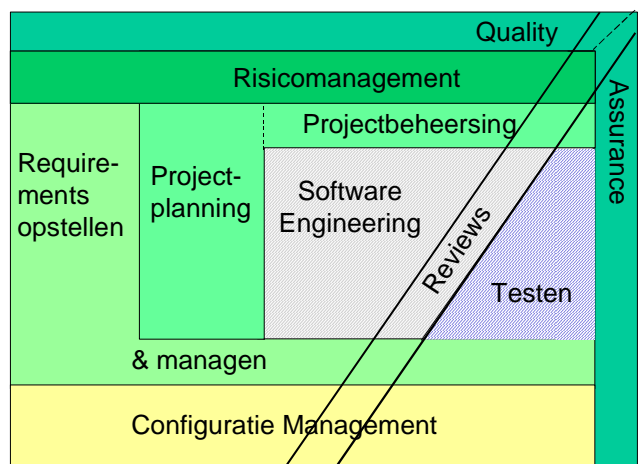 Quality
Assurance
Risicomanagement
Projectbeheersing
Require-
ments
opstellen
& managen
Project-
planning
Software
Engineering
Reviews
Testen
Configuratie Management